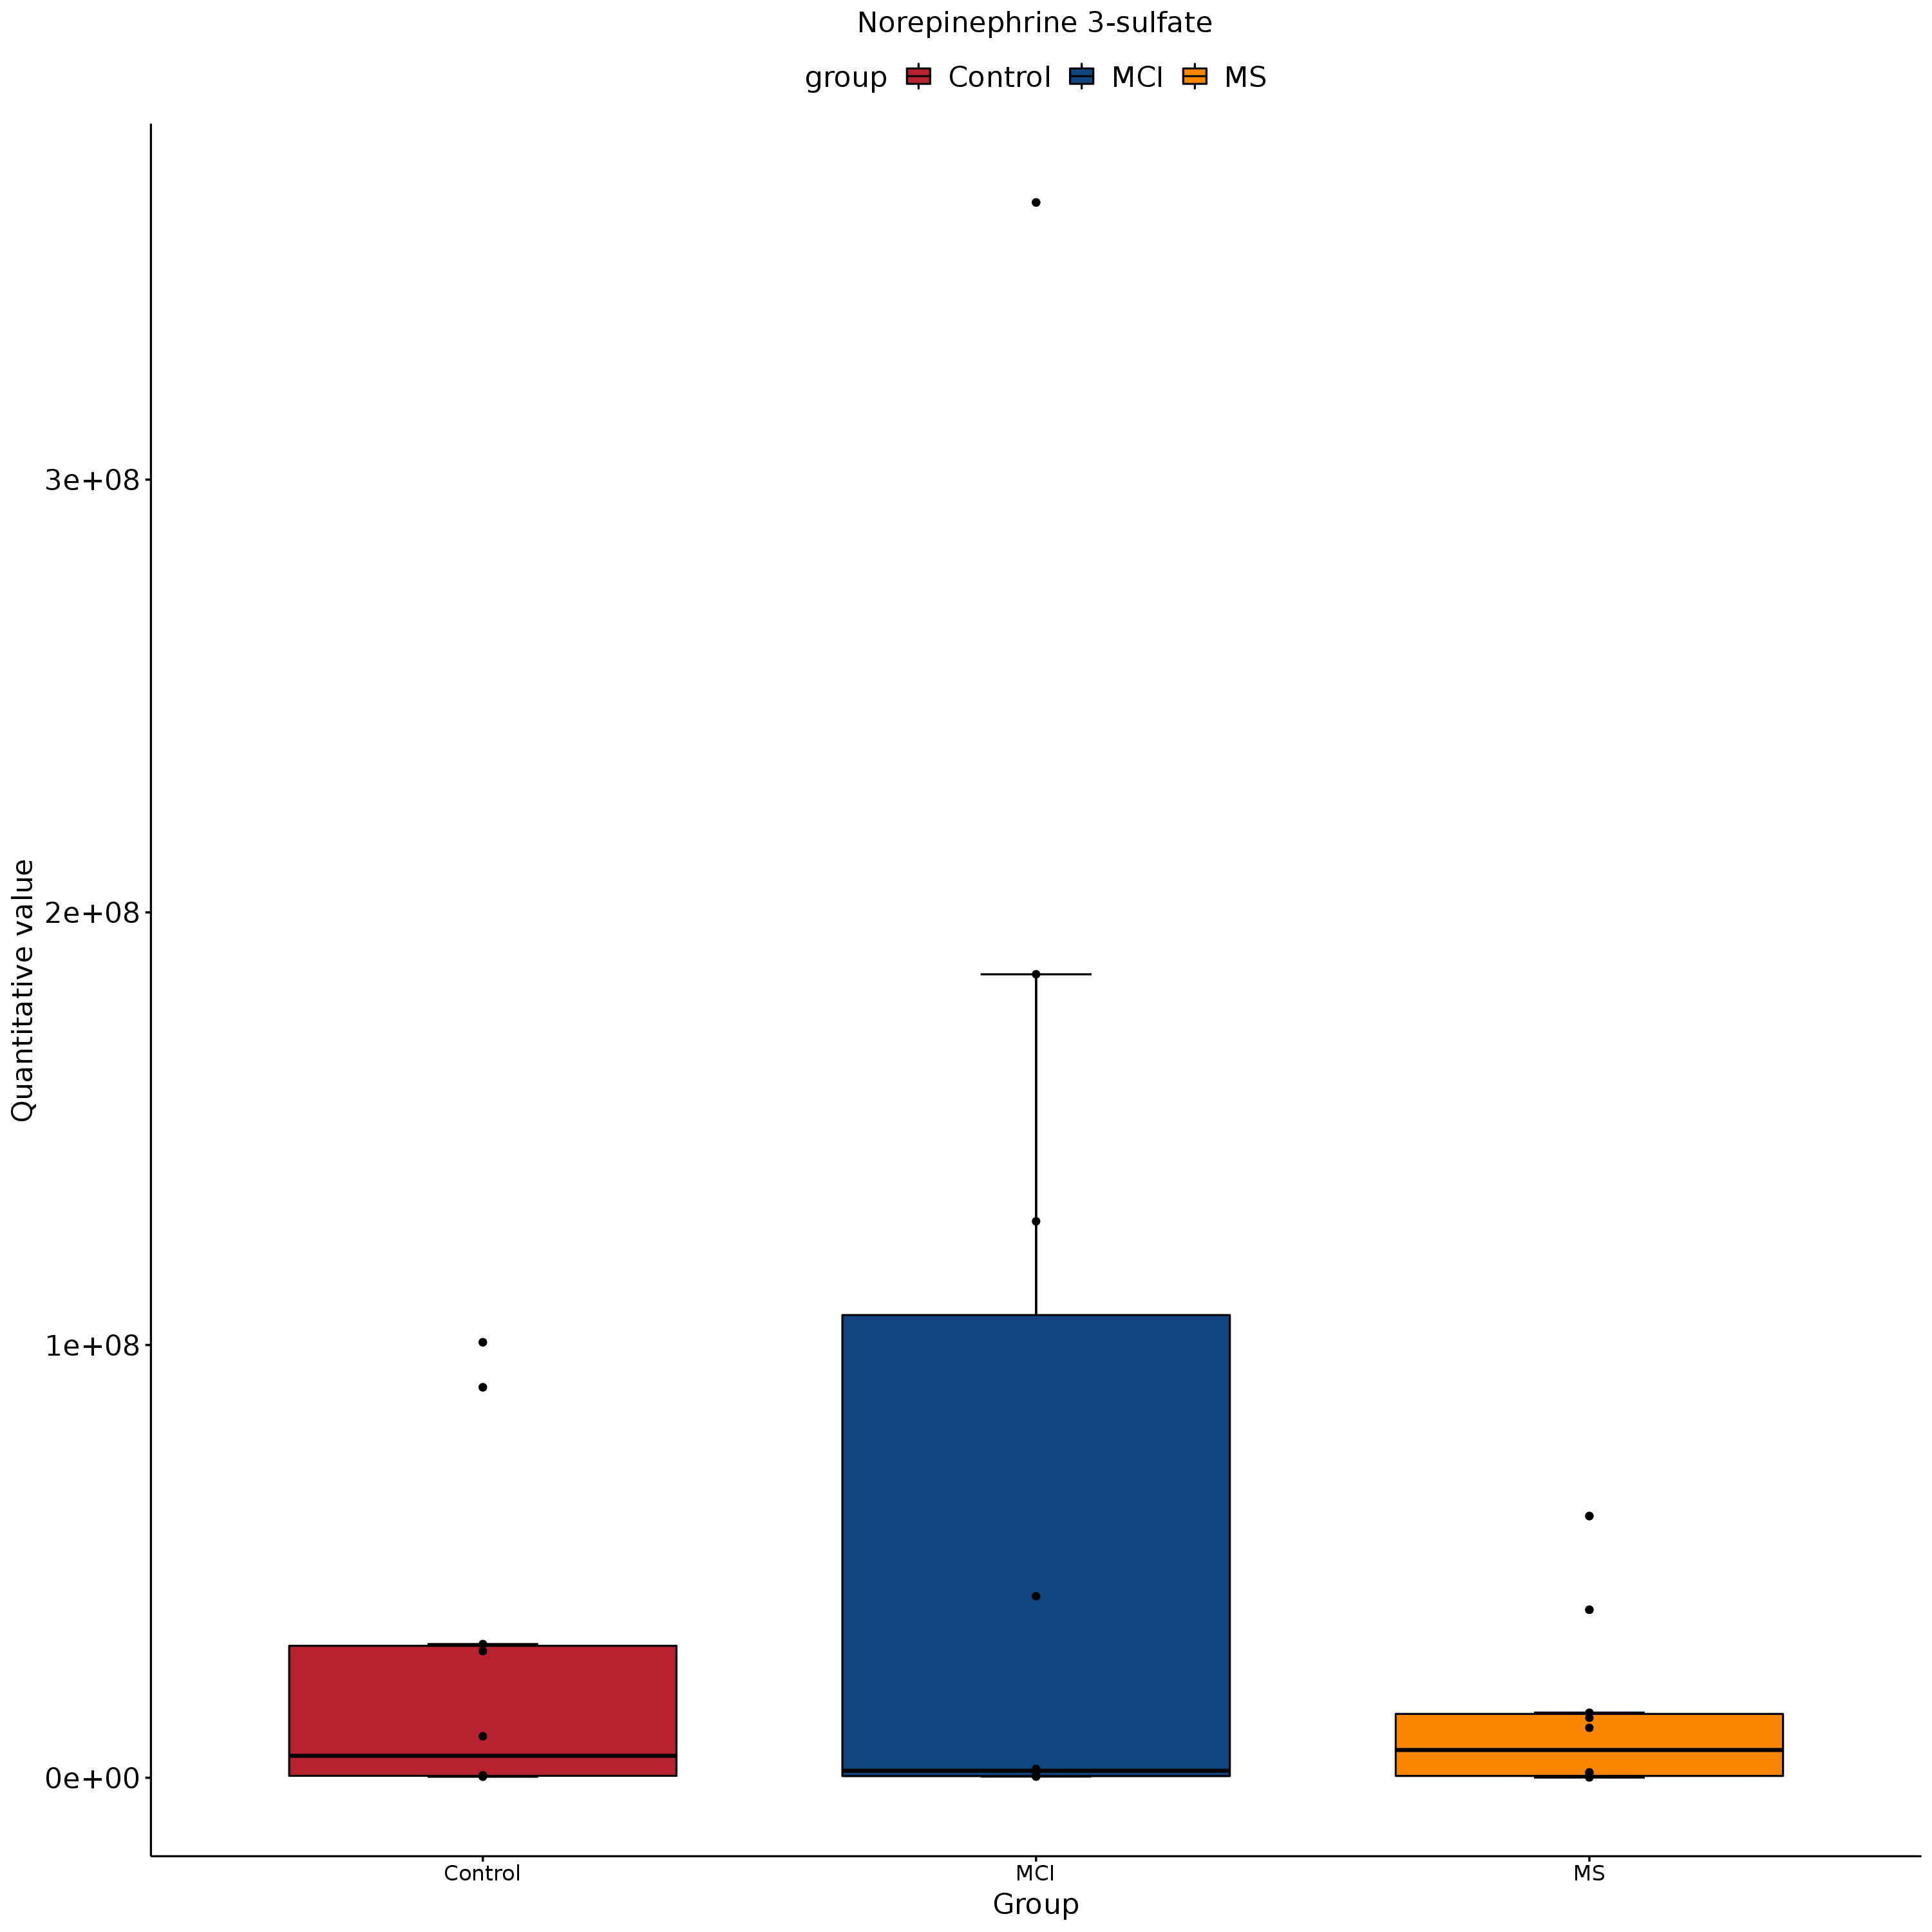 Norepinephrine 3-sulfate
group Control MCI MS
3e+08
2e+08
1e+08
0e+00
Quantitative value
Control MCI MS
Group